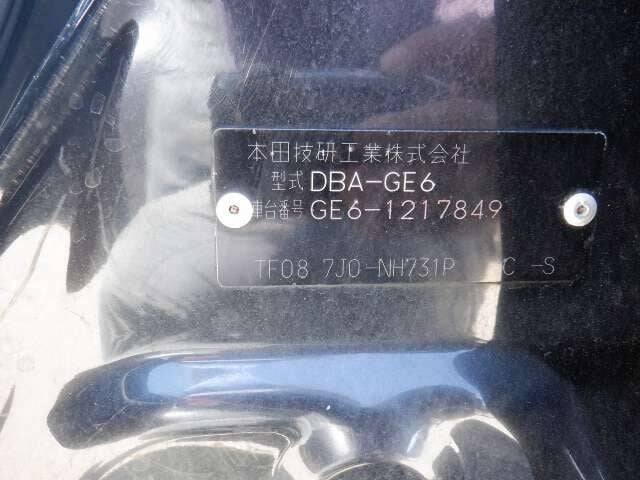 本田技研工業株式会社
型式 DBA-GE6
車台番号 GE6-1217849
TF08 7J0-NH731P C -S